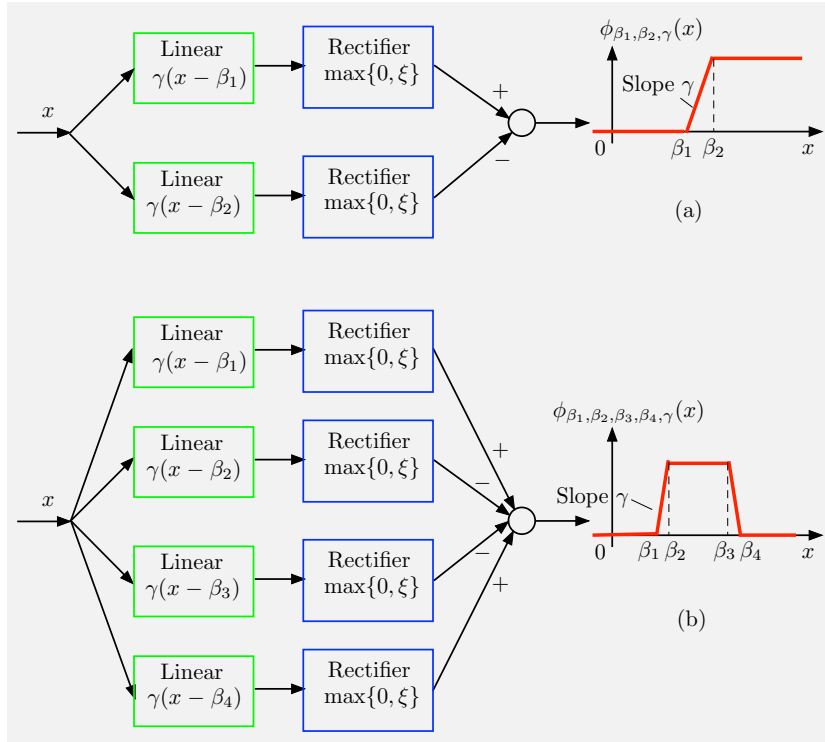 Linear
γ(x − β₁)
Rectifier
max{0, ξ}
x
+
−
Linear
γ(x − β₂)
Rectifier
max{0, ξ}
ϕβ₁,β₂,γ(x)
Slope γ
0
β₁ β₂
x
(a)
Linear
γ(x − β₁)
Rectifier
max{0, ξ}
Linear
γ(x − β₂)
Rectifier
max{0, ξ}
x
+
−
−
+
Linear
γ(x − β₃)
Rectifier
max{0, ξ}
Linear
γ(x − β₄)
Rectifier
max{0, ξ}
ϕβ₁,β₂,β₃,β₄,γ(x)
Slope γ
0
β₁ β₂
β₃ β₄
x
(b)